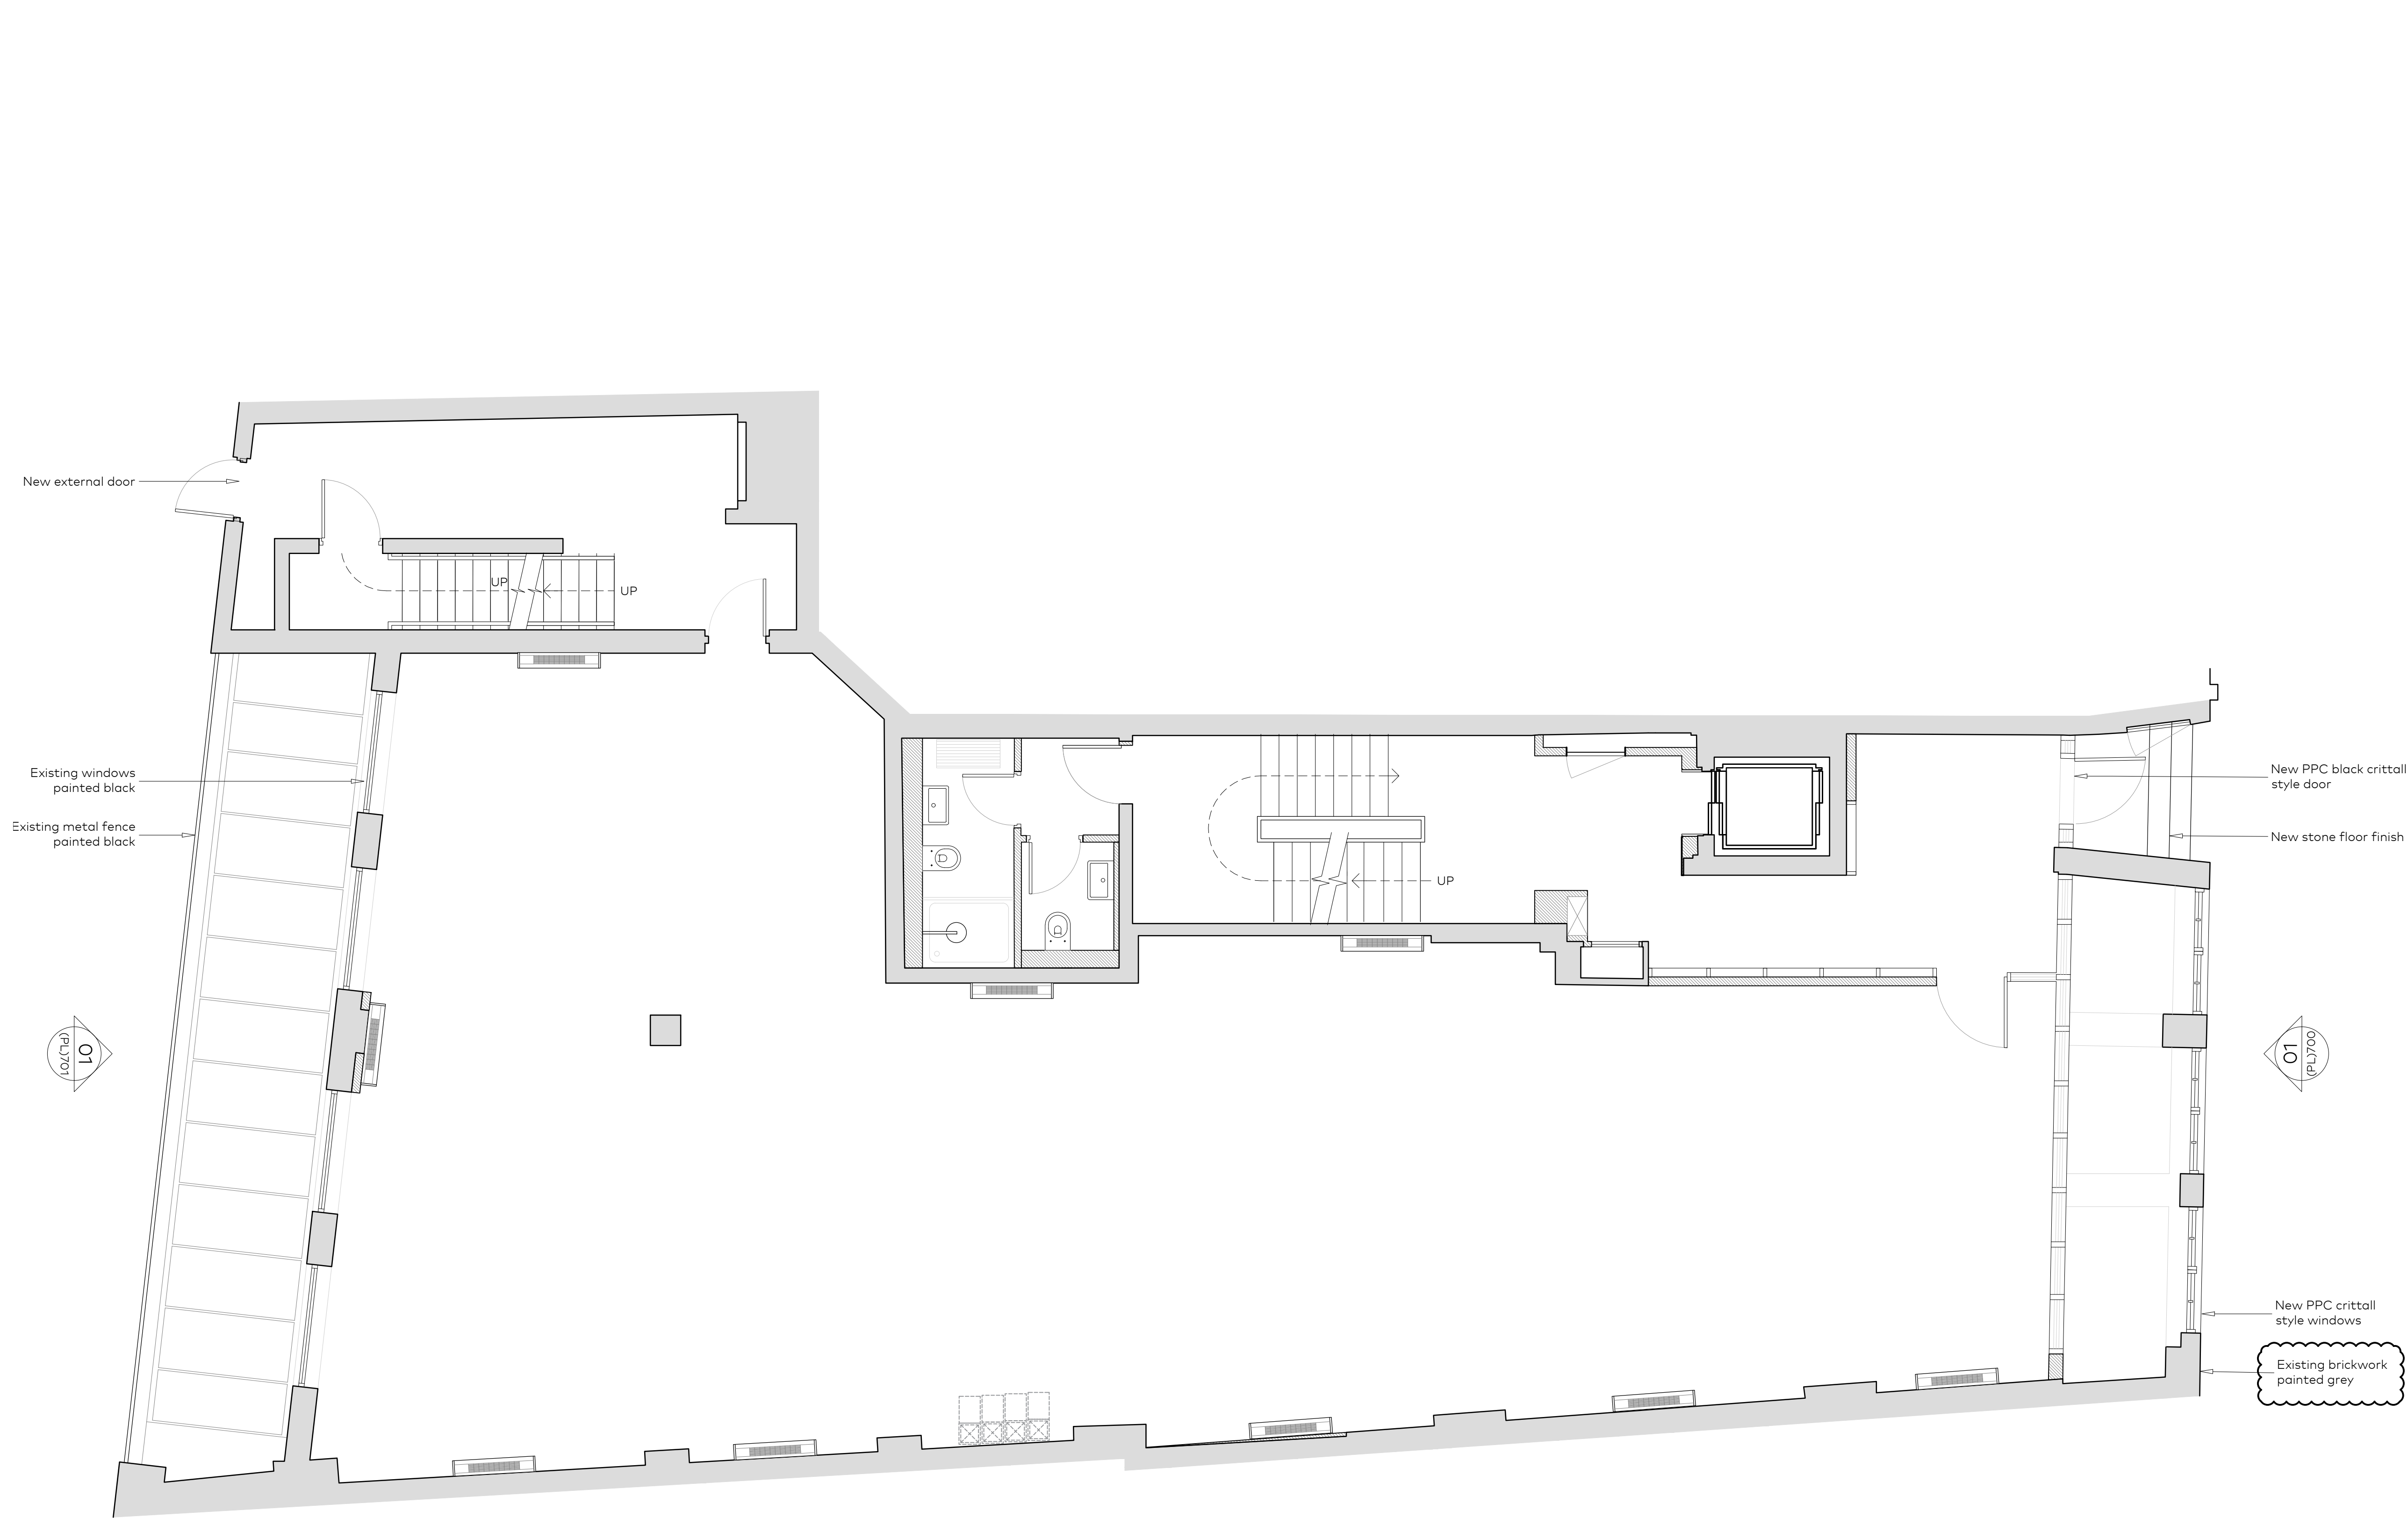 New external door
UP
UP
Existing windows
painted black
Existing metal fence
painted black
New PPC black crittall
style door
New stone floor finish
UP
01
(PL)701
01
(PL)700
New PPC crittall
style windows
Existing brickwork
painted grey